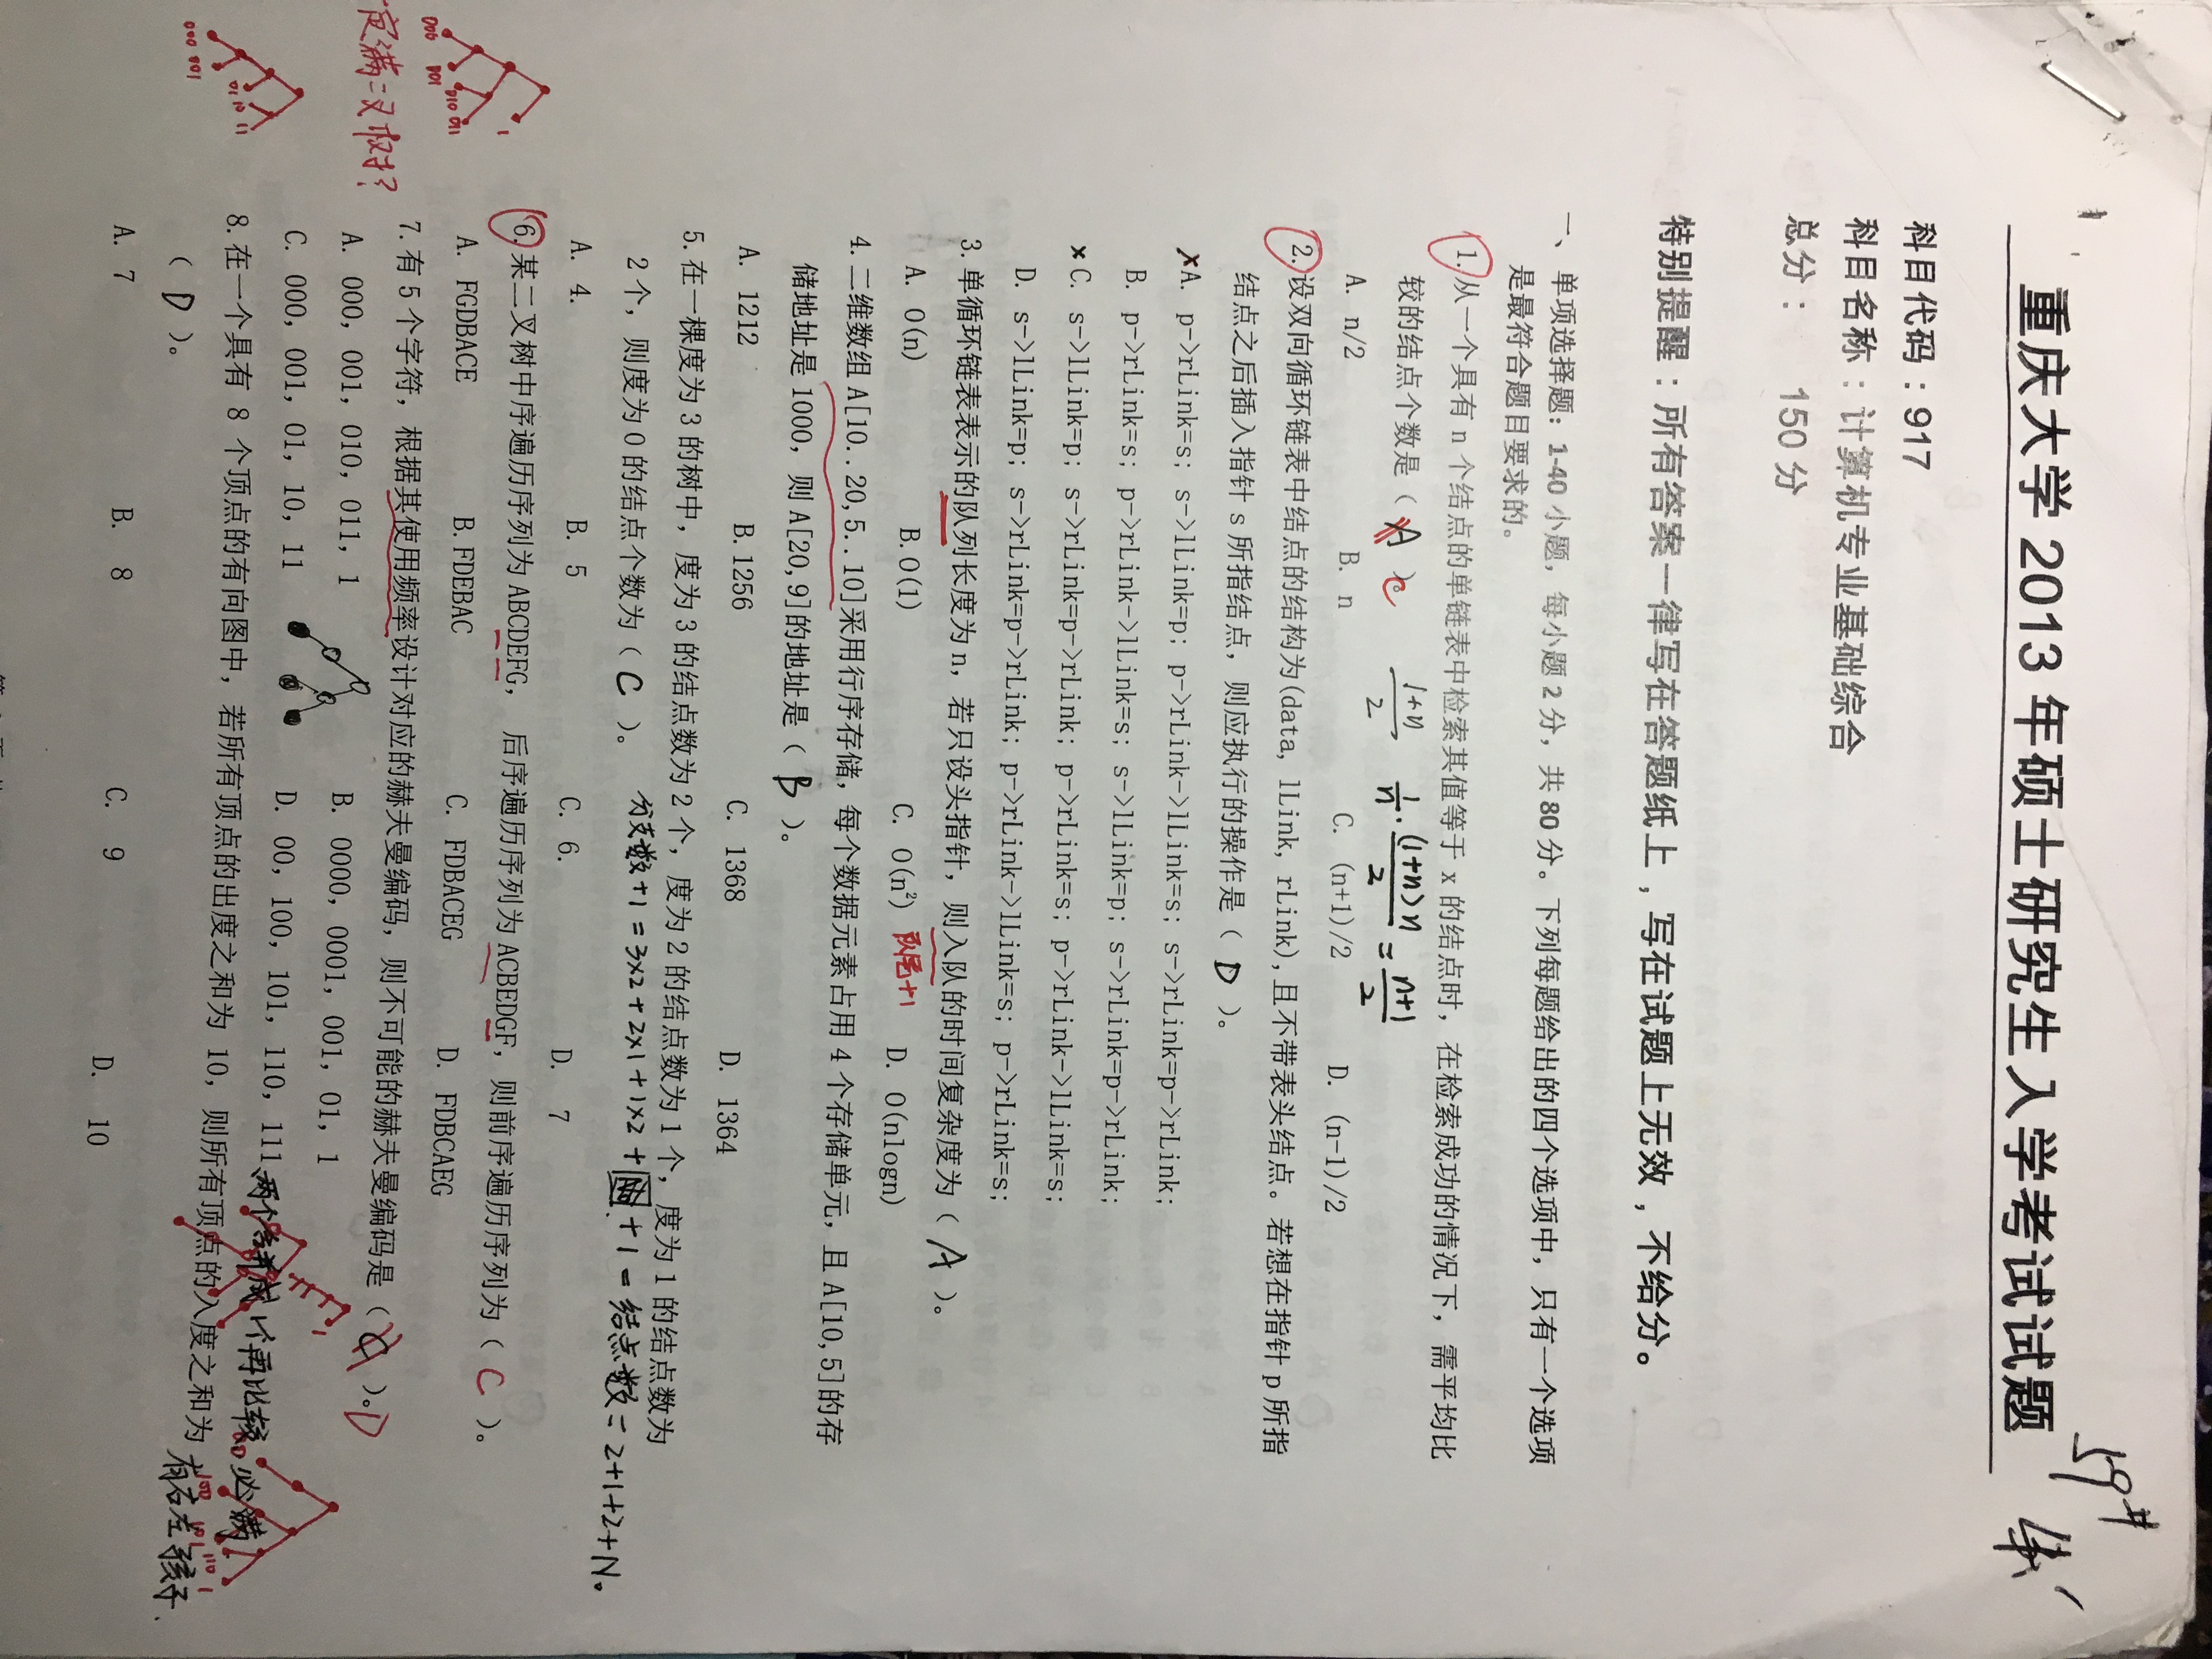 重庆大学 2013 年硕士研究生入学考试试题
科目代码：917
科目名称：计算机专业基础综合
总分： 150 分
特别提醒：所有答案一律写在答题纸上，写在试题上无效，不给分。
一、 单项选择题：1-40 小题，每小题 2 分，共 80 分。下列每题给出的四个选项中，只有一个选项
是最符合题目要求的。
1.从一个具有 n 个结点的单链表中检索其值等于 x 的结点时，在检索成功的情况下，需平均比
较的结点个数是（ A ）c 1+n/2 1/n·(1+n)n/2 = n+1/2
A. n/2 B. n C. (n+1)/2 D. (n-1)/2
2.设双向循环链表中结点的结构为(data, lLink, rLink),且不带表头结点。若想在指针 p 所指
结点之后插入指针 s 所指结点，则应执行的操作是（ D ）。
×A. p->rLink=s; s->lLink=p; p->rLink->lLink=s; s->rLink=p->rLink;
B. p->rLink=s; p->rLink->lLink=s; s->lLink=p; s->rLink=p->rLink;
×C. s->lLink=p; s->rLink=p->rLink; p->rLink=s; p->rLink->lLink=s;
D. s->lLink=p; s->rLink=p->rLink; p->rLink->lLink=s; p->rLink=s;
3.单循环链表表示的队列长度为 n，若只设头指针，则入队的时间复杂度为（ A ）。
A. O(n) B.O(1) C. O(n²) 队尾+1 D. O(nlogn)
4.二维数组 A[10..20,5..10]采用行序存储，每个数据元素占用 4 个存储单元，且 A[10,5]的存
储地址是 1000，则 A[20,9]的地址是（ B ）。
A. 1212 B.1256 C. 1368 D. 1364
5.在一棵度为 3 的树中，度为 3 的结点数为 2 个，度为 2 的结点数为 1 个，度为 1 的结点数为
2 个，则度为 0 的结点个数为（ C ）。 分支数+1=3×2+2×1+1×2+ +1=结点数=2+1+2+N。
A. 4. B. 5 C. 6. D. 7
6.某二叉树中序遍历序列为 ABCDEFG，后序遍历序列为 ACBEDGF，则前序遍历序列为（ C ）。
A. FGDBACE B.FDEBAC C. FDBACEG D. FDBCAEG
7.有 5 个字符，根据其使用频率设计对应的赫夫曼编码，则不可能的赫夫曼编码是（ ）。D
A. 000, 001, 010, 011, 1 B. 0000, 0001, 001, 01, 1
C. 000, 001, 01, 10, 11 D. 00, 100, 101, 110, 111
两个合并成1个再比较。必满
有右左孩子.
8.在一个具有 8 个顶点的有向图中，若所有顶点的出度之和为 10，则所有顶点的入度之和为
（ D ）。
A. 7 B. 8 C. 9 D. 10
000 001 010 011 1
定满二叉树?
000 001 01 10 11